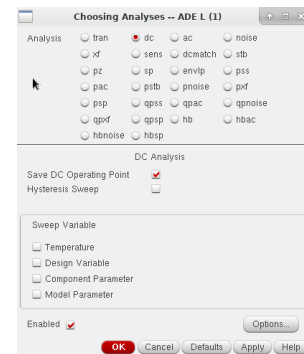 Choosing Analyses -- ADE L (1)
Analysis tran dc ac noise
xf sens dcmatch stb
pz sp envlp pss
pac pstb pnoise pxf
psp qpss qpac qpnoise
qpxf qpsp hb hbac
hbnoise hbsp
DC Analysis
Save DC Operating Point
Hysteresis Sweep
Sweep Variable
Temperature
Design Variable
Component Parameter
Model Parameter
Enabled Options...
OK Cancel Defaults Apply Help